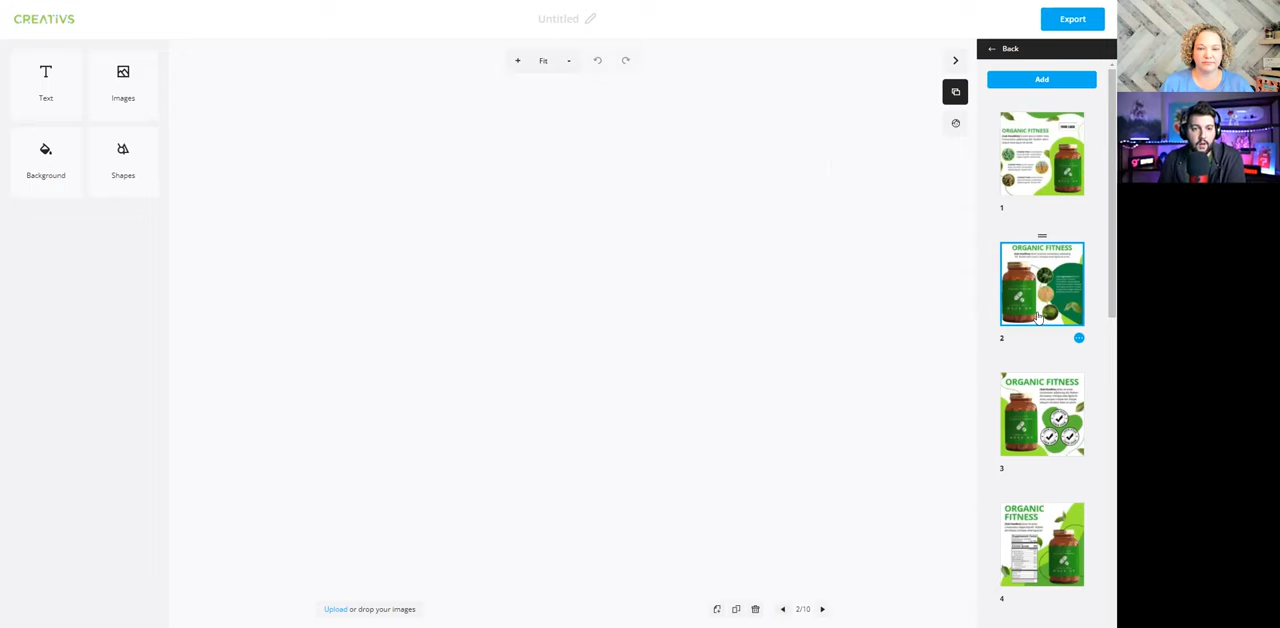 CREATIVS
Untitled
Export
Text
Images
Background
Shapes
+ Fit -
Back
Add
ORGANIC FITNESS
1
ORGANIC FITNESS
2
ORGANIC FITNESS
3
ORGANIC
FITNESS
4
Upload or drop your images
2/10